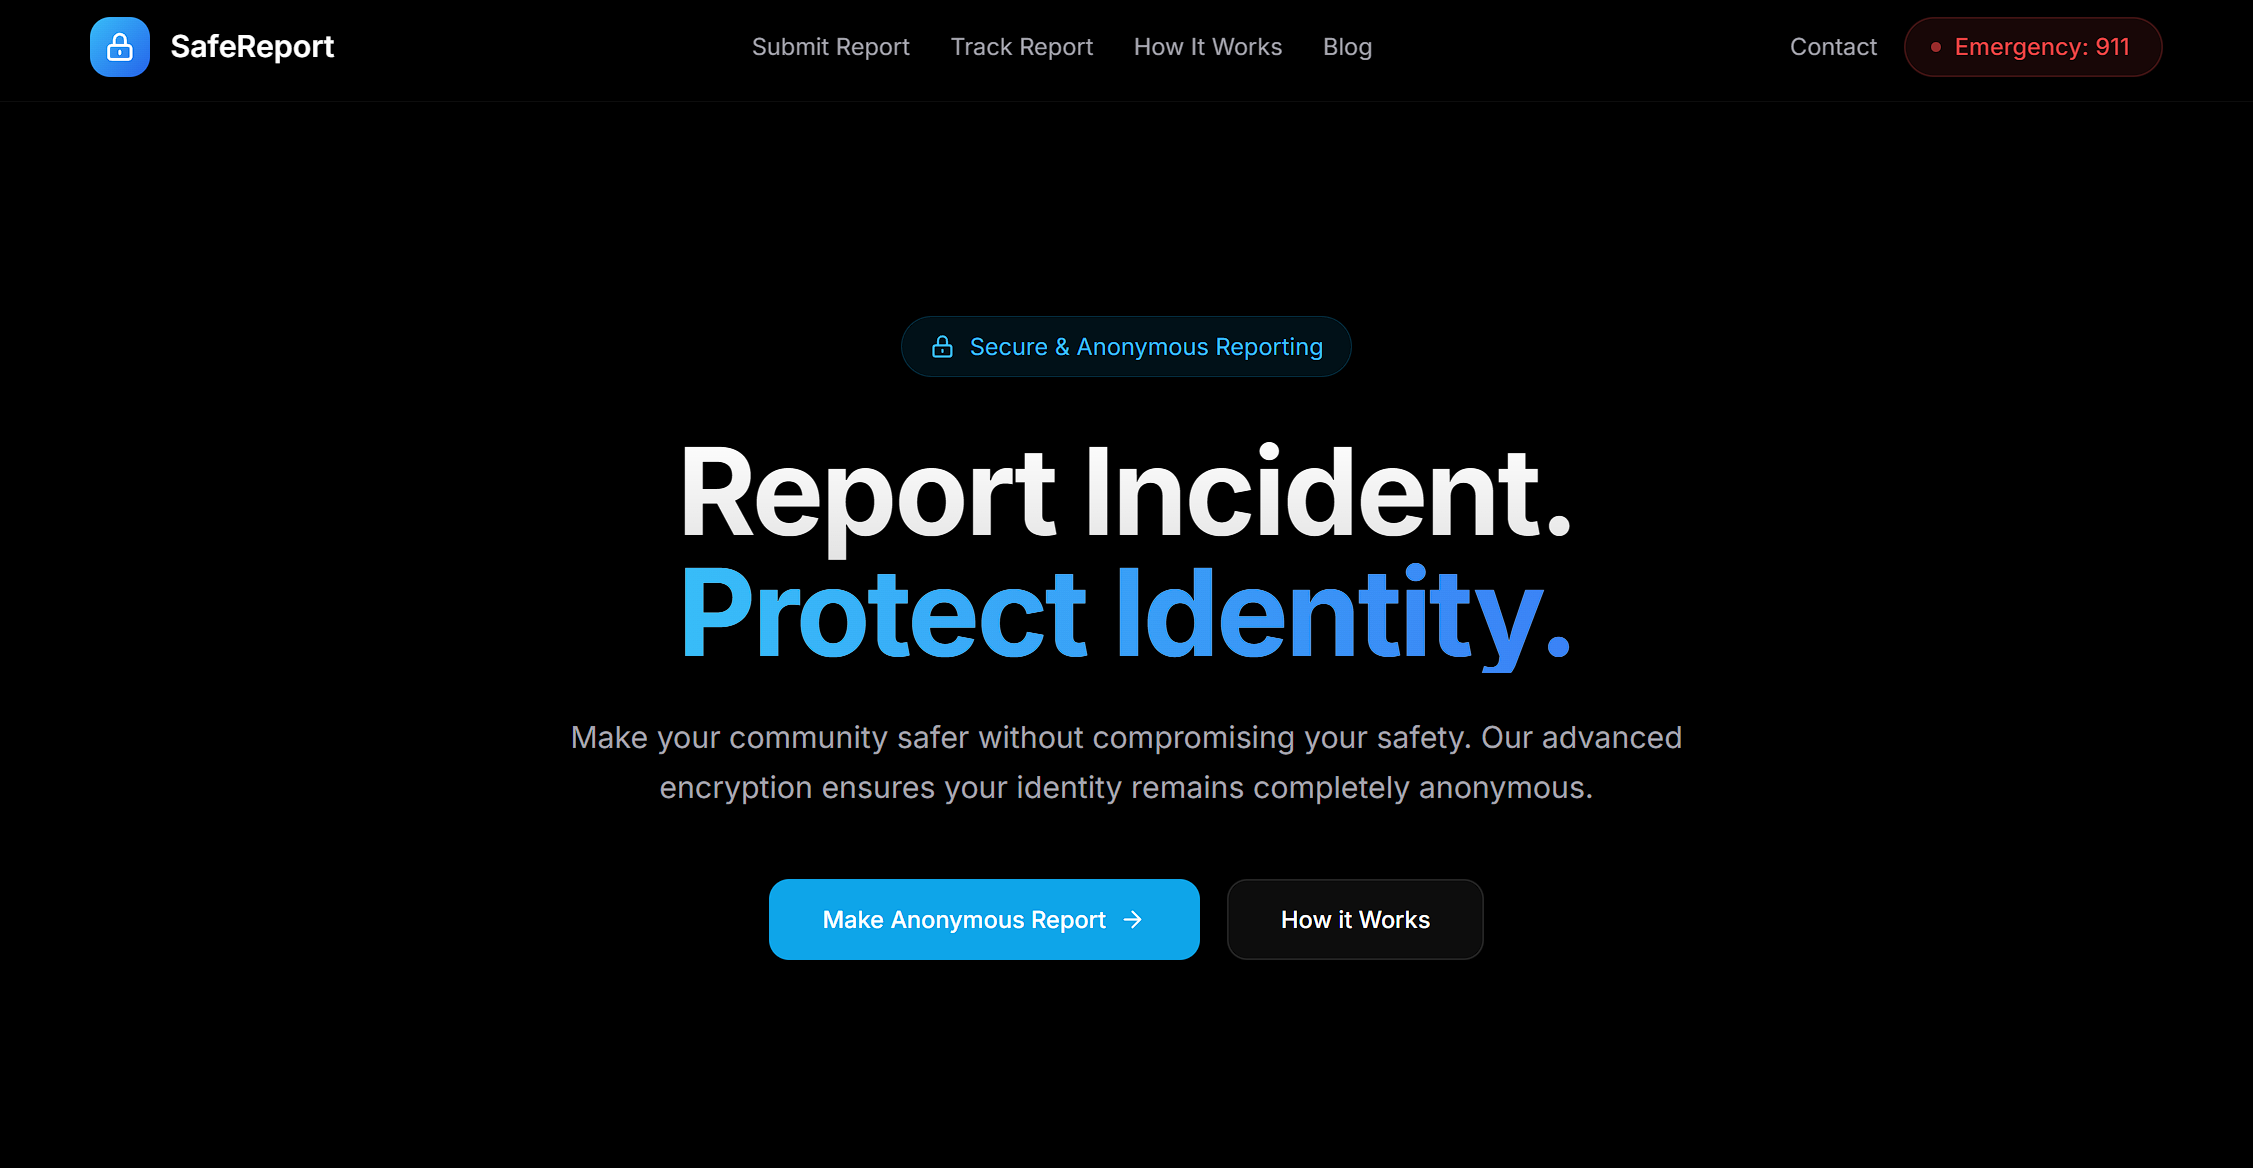 SafeReport
Submit Report
Track Report
How It Works
Blog
Contact
Emergency: 911
Secure & Anonymous Reporting
Report Incident.
Protect Identity.
Make your community safer without compromising your safety. Our advanced
encryption ensures your identity remains completely anonymous.
Make Anonymous Report →
How it Works